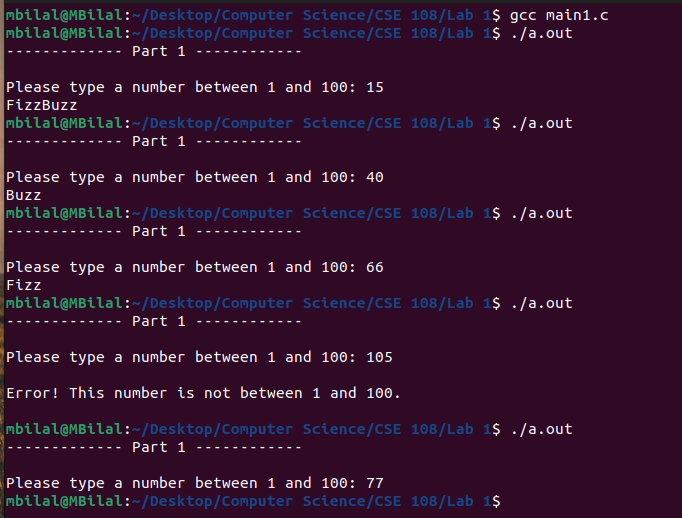 mbilal@MBilal:~/Desktop/Computer Science/CSE 108/Lab 1$ gcc main1.c
mbilal@MBilal:~/Desktop/Computer Science/CSE 108/Lab 1$ ./a.out
------------- Part 1 ------------
Please type a number between 1 and 100: 15
FizzBuzz
mbilal@MBilal:~/Desktop/Computer Science/CSE 108/Lab 1$ ./a.out
------------- Part 1 ------------
Please type a number between 1 and 100: 40
Buzz
mbilal@MBilal:~/Desktop/Computer Science/CSE 108/Lab 1$ ./a.out
------------- Part 1 ------------
Please type a number between 1 and 100: 66
Fizz
mbilal@MBilal:~/Desktop/Computer Science/CSE 108/Lab 1$ ./a.out
------------- Part 1 ------------
Please type a number between 1 and 100: 105
Error! This number is not between 1 and 100.
mbilal@MBilal:~/Desktop/Computer Science/CSE 108/Lab 1$ ./a.out
------------- Part 1 ------------
Please type a number between 1 and 100: 77
mbilal@MBilal:~/Desktop/Computer Science/CSE 108/Lab 1$